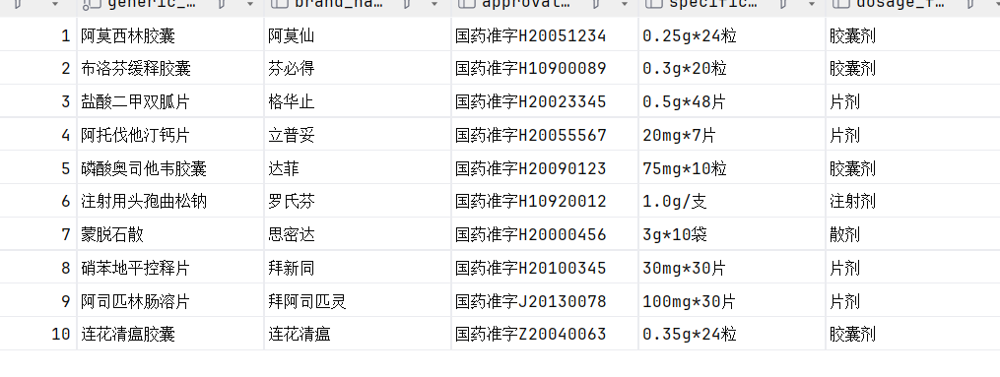 generic_… brand_na… approval… specific… dosage_f…
1 阿莫西林胶囊 阿莫仙 国药准字H20051234 0.25g*24粒 胶囊剂
2 布洛芬缓释胶囊 芬必得 国药准字H10900089 0.3g*20粒 胶囊剂
3 盐酸二甲双胍片 格华止 国药准字H20023345 0.5g*48片 片剂
4 阿托伐他汀钙片 立普妥 国药准字H20055567 20mg*7片 片剂
5 磷酸奥司他韦胶囊 达菲 国药准字H20090123 75mg*10粒 胶囊剂
6 注射用头孢曲松钠 罗氏芬 国药准字H10920012 1.0g/支 注射剂
7 蒙脱石散 思密达 国药准字H20000456 3g*10袋 散剂
8 硝苯地平控释片 拜新同 国药准字H20100345 30mg*30片 片剂
9 阿司匹林肠溶片 拜阿司匹灵 国药准字J20130078 100mg*30片 片剂
10 连花清瘟胶囊 连花清瘟 国药准字Z20040063 0.35g*24粒 胶囊剂